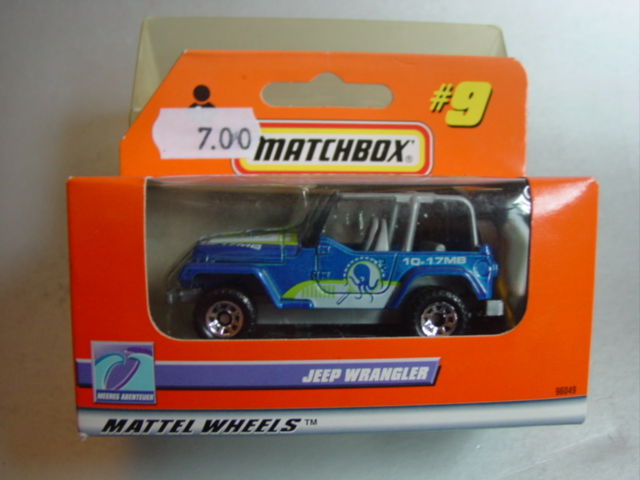 #9
7.00
MATCHBOX®
10-17MB
JEEP WRANGLER
MEERES ABENTEUER
96049
MATTEL WHEELS™